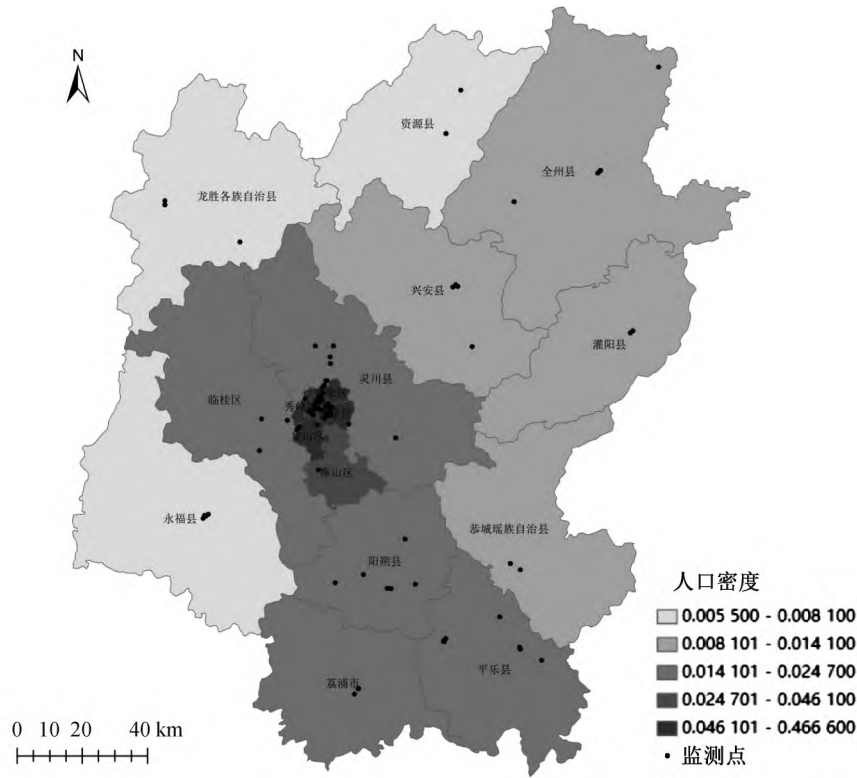 N
资源县
全州县
龙胜各族自治县
兴安县
灌阳县
灵川县
临桂区
雁山区
永福县
恭城瑶族自治县
阳朔县
平乐县
荔浦市
人口密度
0.005 500 - 0.008 100
0.008 101 - 0.014 100
0.014 101 - 0.024 700
0.024 701 - 0.046 100
0.046 101 - 0.466 600
监测点
0 10 20 40 km